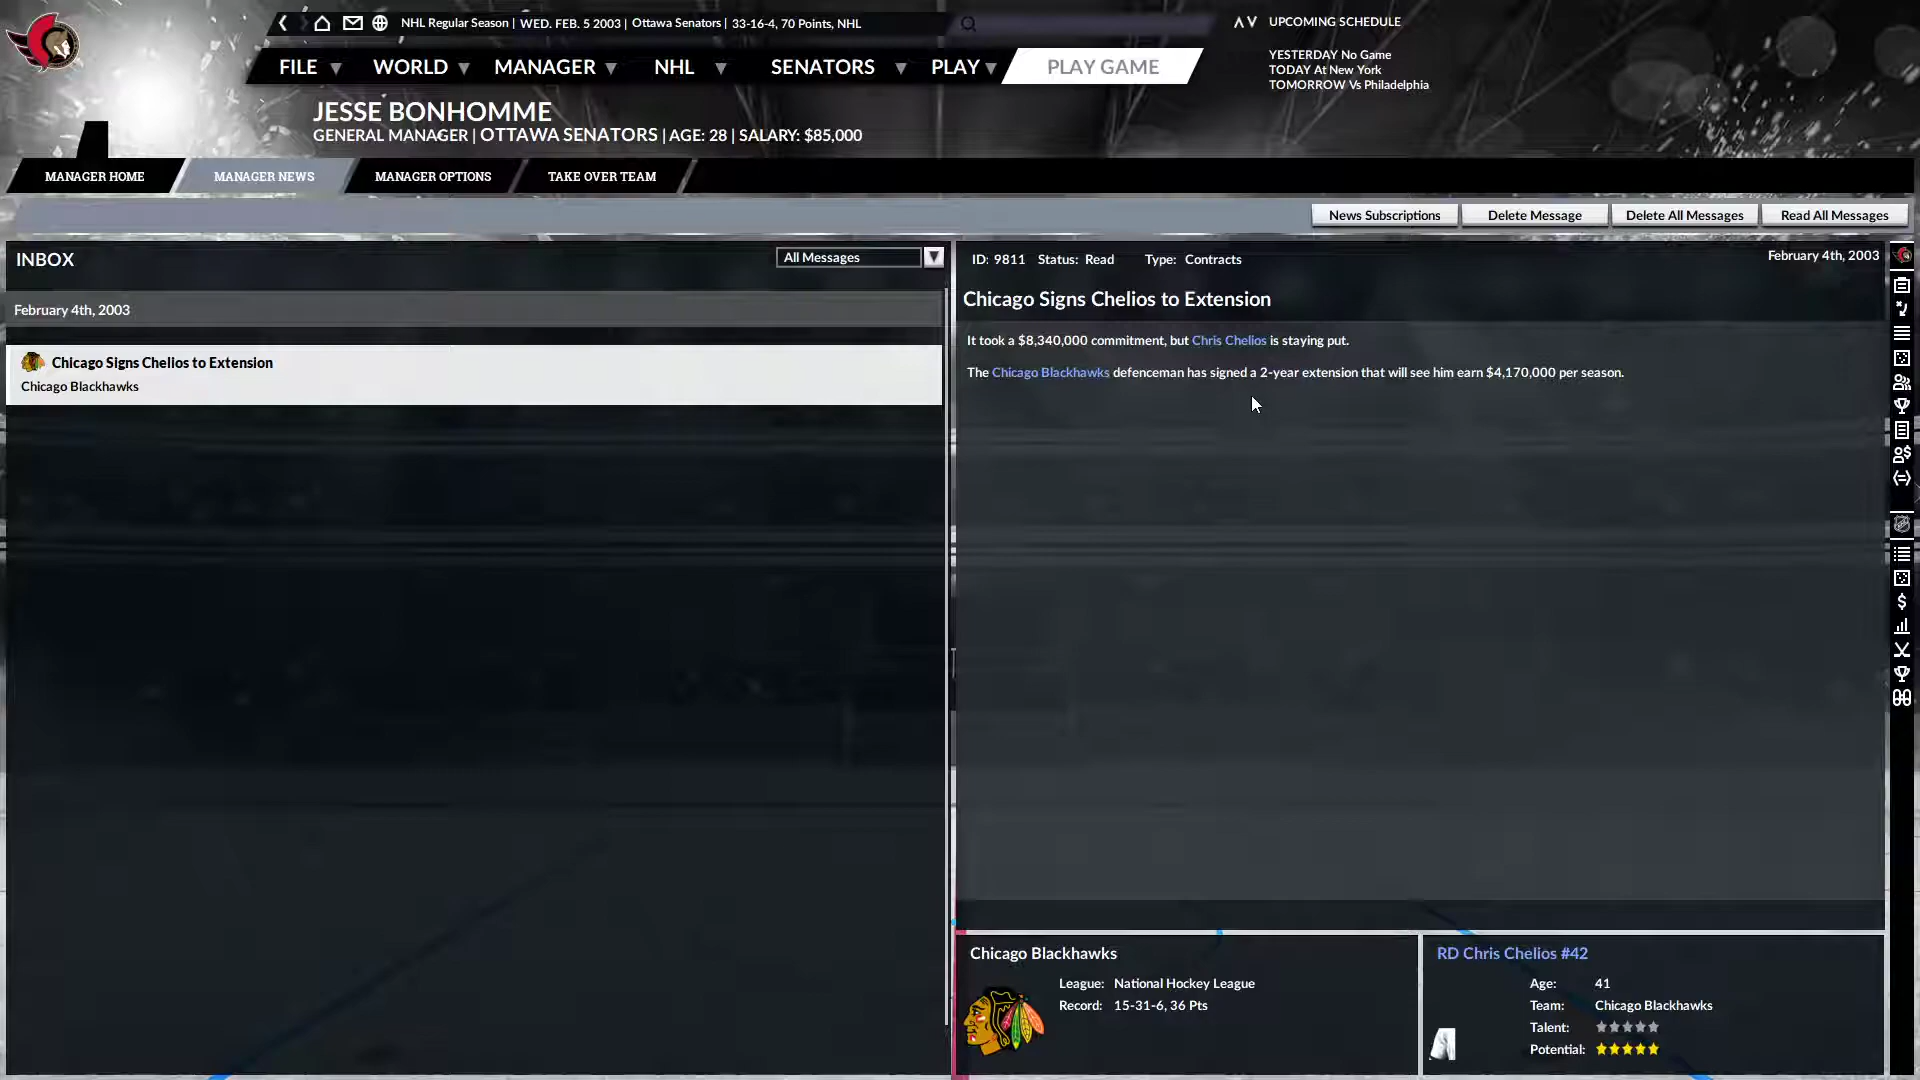 NHL Regular Season | WED. FEB. 5 2003 | Ottawa Senators | 33-16-4, 70 Points, NHL
UPCOMING SCHEDULE
YESTERDAY No Game
TODAY At New York
TOMORROW Vs Philadelphia
FILE WORLD MANAGER NHL SENATORS PLAY PLAY GAME
JESSE BONHOMME
GENERAL MANAGER | OTTAWA SENATORS | AGE: 28 | SALARY: $85,000
MANAGER HOME MANAGER NEWS MANAGER OPTIONS TAKE OVER TEAM
News Subscriptions Delete Message Delete All Messages Read All Messages
INBOX All Messages
February 4th, 2003
Chicago Signs Chelios to Extension
Chicago Blackhawks
ID: 9811 Status: Read Type: Contracts February 4th, 2003
Chicago Signs Chelios to Extension
It took a $8,340,000 commitment, but Chris Chelios is staying put.
The Chicago Blackhawks defenceman has signed a 2-year extension that will see him earn $4,170,000 per season.
Chicago Blackhawks
League: National Hockey League
Record: 15-31-6, 36 Pts
RD Chris Chelios #42
Age: 41
Team: Chicago Blackhawks
Talent:
Potential: